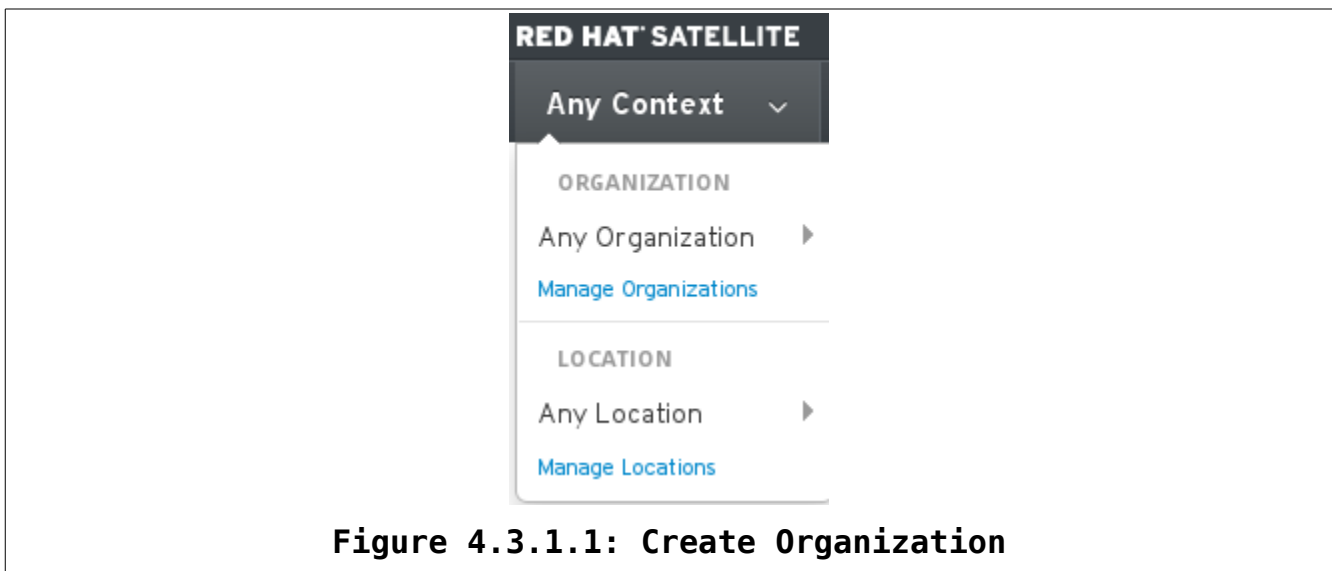 RED HAT® SATELLITE
Any Context
ORGANIZATION
Any Organization
Manage Organizations
LOCATION
Any Location
Manage Locations
Figure 4.3.1.1: Create Organization